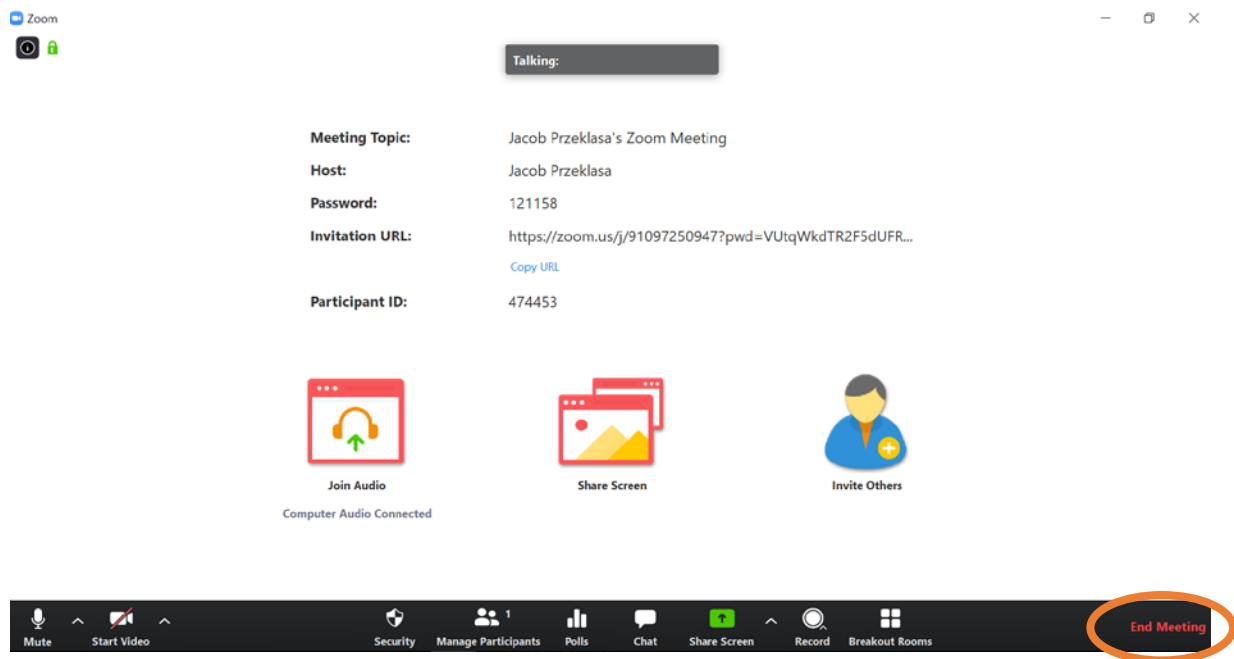 Zoom
Talking:
Meeting Topic: Jacob Przeklasa's Zoom Meeting
Host: Jacob Przeklasa
Password: 121158
Invitation URL: https://zoom.us/j/91097250947?pwd=VUtqWkdTR2F5dUFR...
Copy URL
Participant ID: 474453
Join Audio Share Screen Invite Others
Computer Audio Connected
1
Mute Start Video Security Manage Participants Polls Chat Share Screen Record Breakout Rooms End Meeting